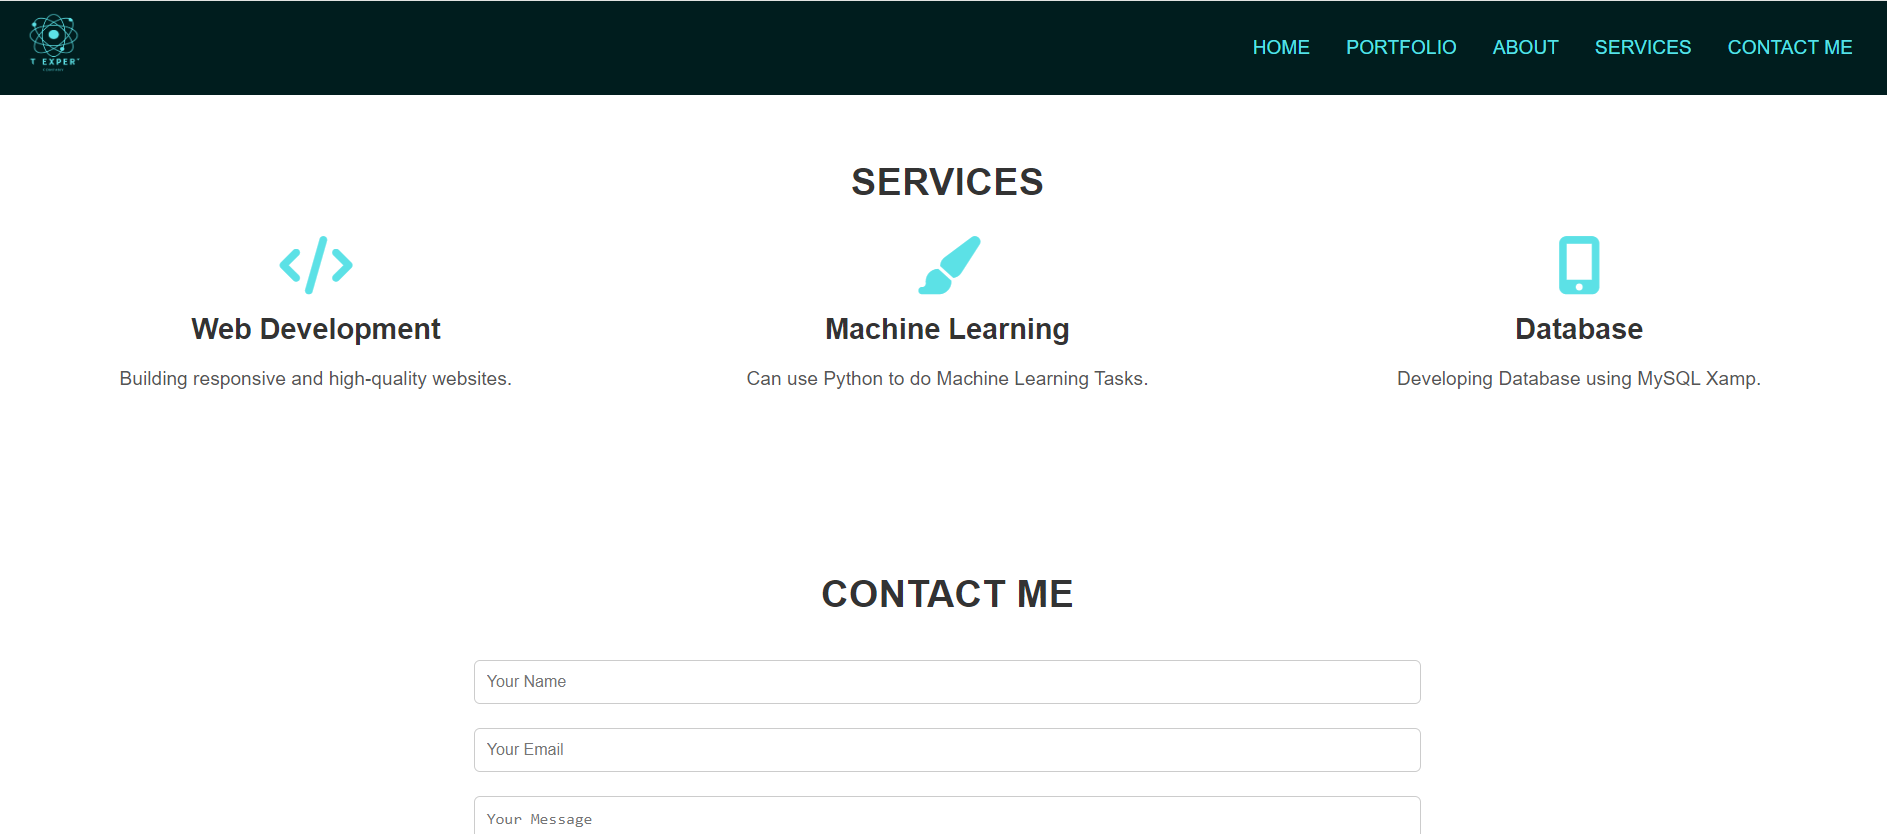 T EXPER
HOME PORTFOLIO ABOUT SERVICES CONTACT ME
SERVICES
Web Development
Building responsive and high-quality websites.
Machine Learning
Can use Python to do Machine Learning Tasks.
Database
Developing Database using MySQL Xamp.
CONTACT ME
Your Name
Your Email
Your Message